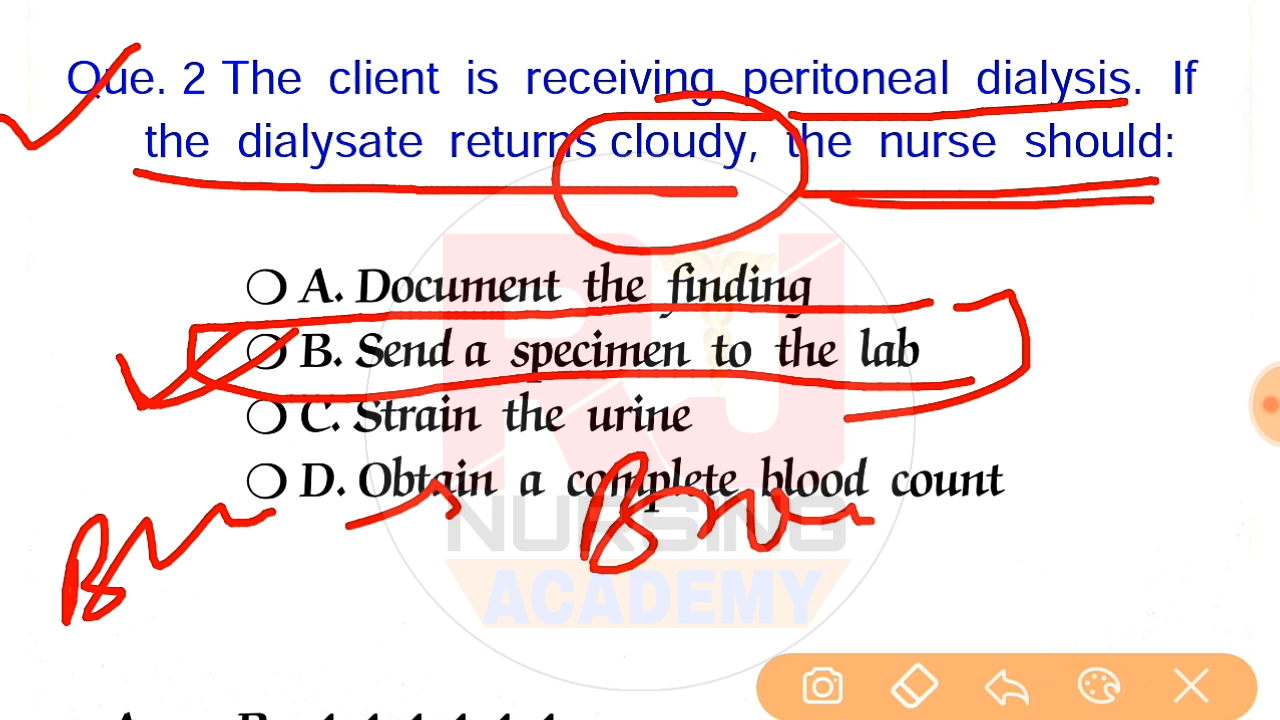 Que. 2 The client is receiving peritoneal dialysis. If
the dialysate returns cloudy, the nurse should:
A. Document the finding
B. Send a specimen to the lab
C. Strain the urine
D. Obtain a complete blood count
RJ
NURSING
ACADEMY